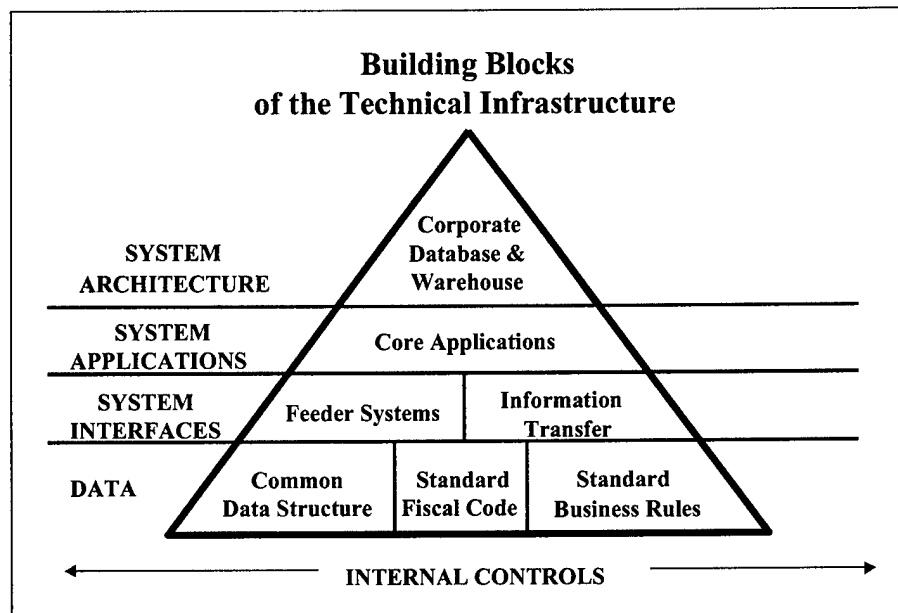 Building Blocks
of the Technical Infrastructure
SYSTEM
ARCHITECTURE
Corporate
Database &
Warehouse
SYSTEM
APPLICATIONS
Core Applications
SYSTEM
INTERFACES
Feeder Systems
Information
Transfer
DATA
Common
Data Structure
Standard
Fiscal Code
Standard
Business Rules
INTERNAL CONTROLS